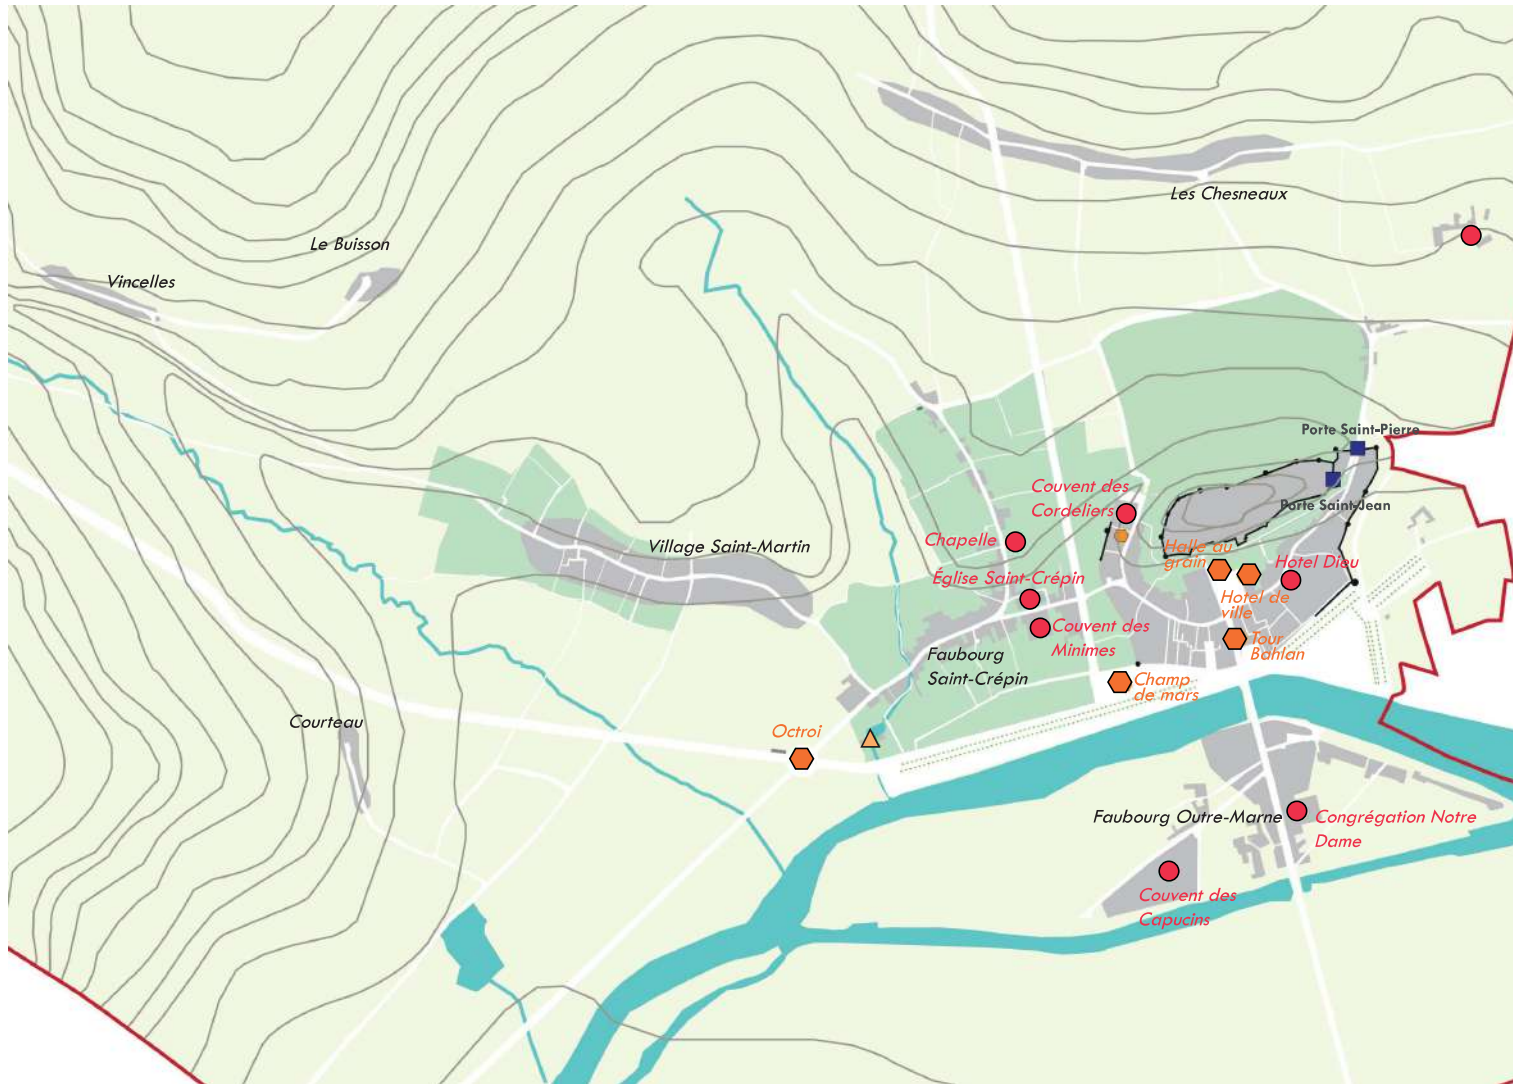 Les Chesneaux
Le Buisson
Vincelles
Porte Saint-Pierre
Couvent des
Cordeliers
Porte Saint-Jean
Chapelle
Village Saint-Martin
Halle au
grain
Hotel Dieu
Église Saint-Crépin
Hotel de
ville
Couvent des
Minimes
Tour
Bahlan
Faubourg
Saint-Crépin
Champ
de mars
Courteau
Octroi
Faubourg Outre-Marne
Congrégation Notre
Dame
Couvent des
Capucins